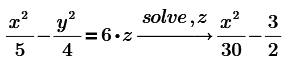 x²/5 − y²/4 = 6•z solve,z → x²/30 − 3/2